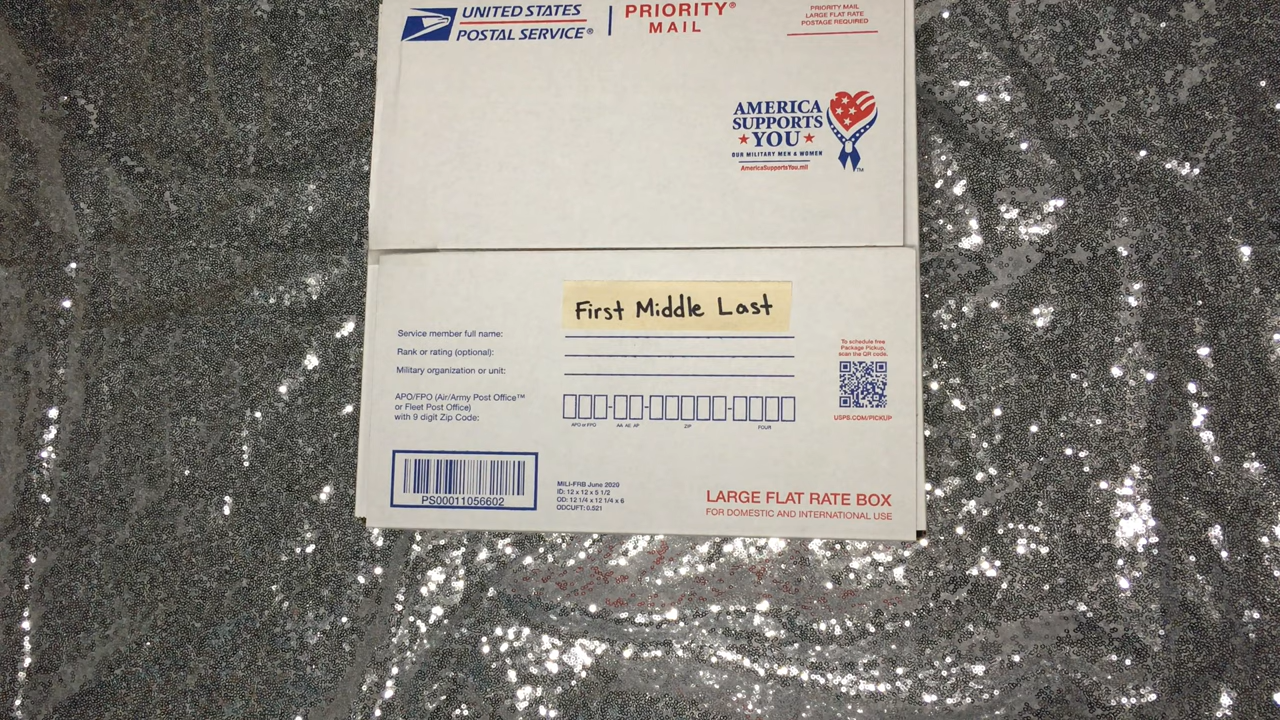 UNITED STATES
POSTAL SERVICE®
PRIORITY®
MAIL
PRIORITY MAIL
LARGE FLAT RATE
POSTAGE REQUIRED
AMERICA
SUPPORTS
YOU
OUR MILITARY MEN & WOMEN
AmericaSupportsYou.mil
TM
First Middle Last
Service member full name:
Rank or rating (optional):
Military organization or unit:
APO/FPO (Air/Army Post Office™
or Fleet Post Office)
with 9 digit Zip Code:
APO or FPO
AA AE AP
ZIP
FOUR
To schedule free
Package Pickup,
scan the QR code.
USPS.COM/PICKUP
PS00011056602
MILI-FRB June 2020
ID: 12 x 12 x 5 1/2
OD: 12 1/4 x 12 1/4 x 6
ODCUFT: 0.521
LARGE FLAT RATE BOX
FOR DOMESTIC AND INTERNATIONAL USE